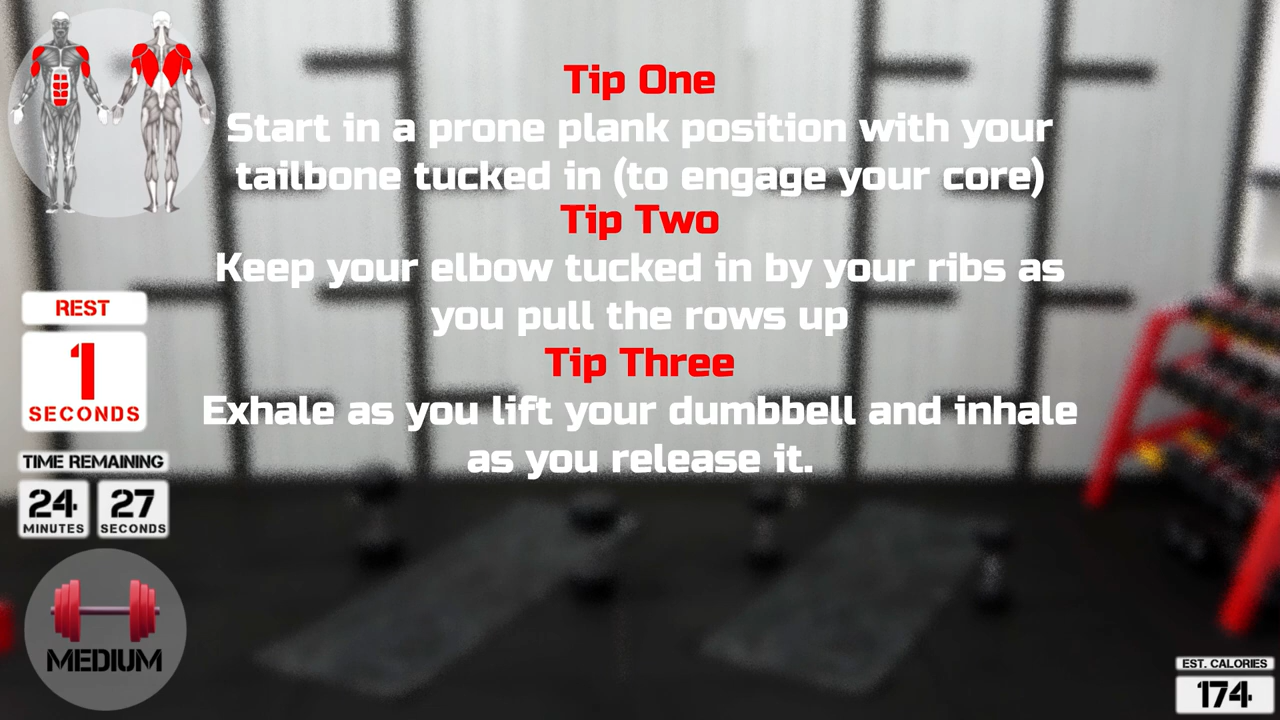 Tip One
Start in a prone plank position with your
tailbone tucked in (to engage your core)
Tip Two
Keep your elbow tucked in by your ribs as
you pull the rows up
Tip Three
Exhale as you lift your dumbbell and inhale
as you release it.
REST
1
SECONDS
TIME REMAINING
24 27
MINUTES SECONDS
MEDIUM
EST. CALORIES
174